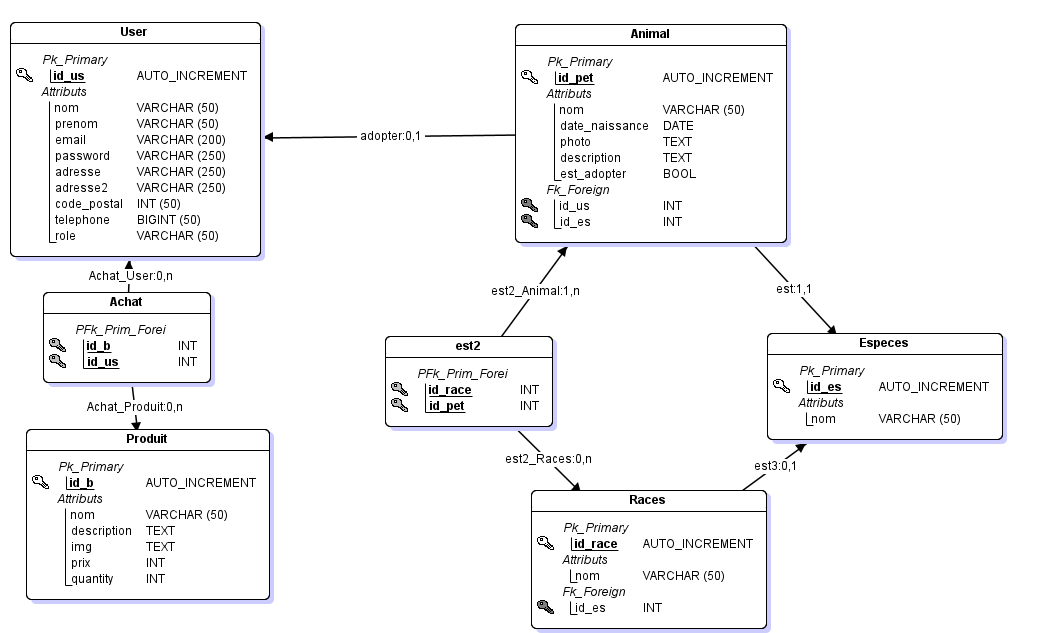 User
Pk_Primary
id_us AUTO_INCREMENT
Attributs
nom VARCHAR (50)
prenom VARCHAR (50)
email VARCHAR (200)
password VARCHAR (250)
adresse VARCHAR (250)
adresse2 VARCHAR (250)
code_postal INT (50)
telephone BIGINT (50)
role VARCHAR (50)
adopter:0,1
Animal
Pk_Primary
id_pet AUTO_INCREMENT
Attributs
nom VARCHAR (50)
date_naissance DATE
photo TEXT
description TEXT
est_adopter BOOL
Fk_Foreign
id_us INT
id_es INT
Achat_User:0,n
Achat
PFk_Prim_Forei
id_b INT
id_us INT
Achat_Produit:0,n
Produit
Pk_Primary
id_b AUTO_INCREMENT
Attributs
nom VARCHAR (50)
description TEXT
img TEXT
prix INT
quantity INT
est2_Animal:1,n
est2
PFk_Prim_Forei
id_race INT
id_pet INT
est2_Races:0,n
est:1,1
Especes
Pk_Primary
id_es AUTO_INCREMENT
Attributs
nom VARCHAR (50)
est3:0,1
Races
Pk_Primary
id_race AUTO_INCREMENT
Attributs
nom VARCHAR (50)
Fk_Foreign
id_es INT